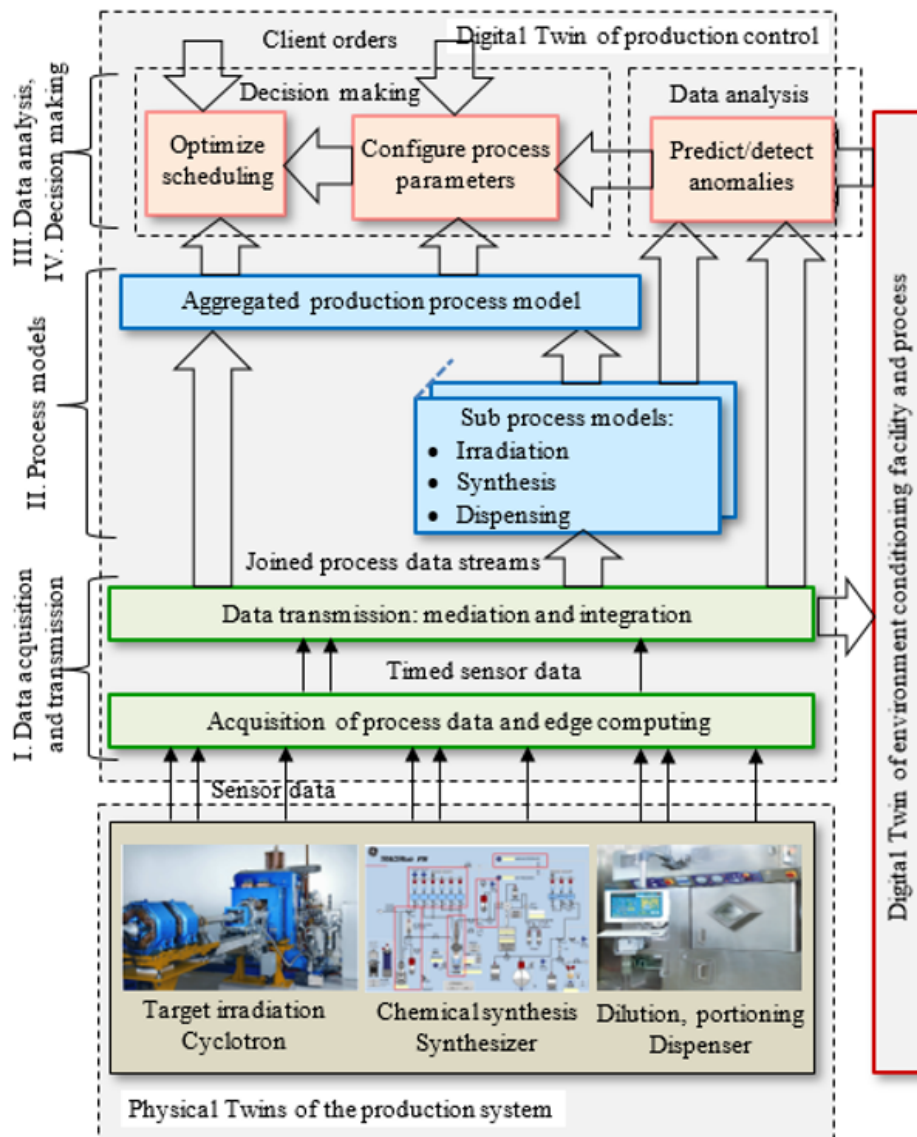 Client orders
Digital Twin of production control
III. Data analysis,
IV. Decision making
Decision making
Data analysis
Optimize
scheduling
Configure process
parameters
Predict/detect
anomalies
II. Process models
Aggregated production process model
Sub process models:
• Irradiation
• Synthesis
• Dispensing
Joined process data streams
I. Data acquisition
and transmission
Data transmission: mediation and integration
Timed sensor data
Acquisition of process data and edge computing
Sensor data
Digital Twin of environment conditioning facility and process
Target irradiation
Cyclotron
Chemical synthesis
Synthesizer
Dilution, portioning
Dispenser
Physical Twins of the production system